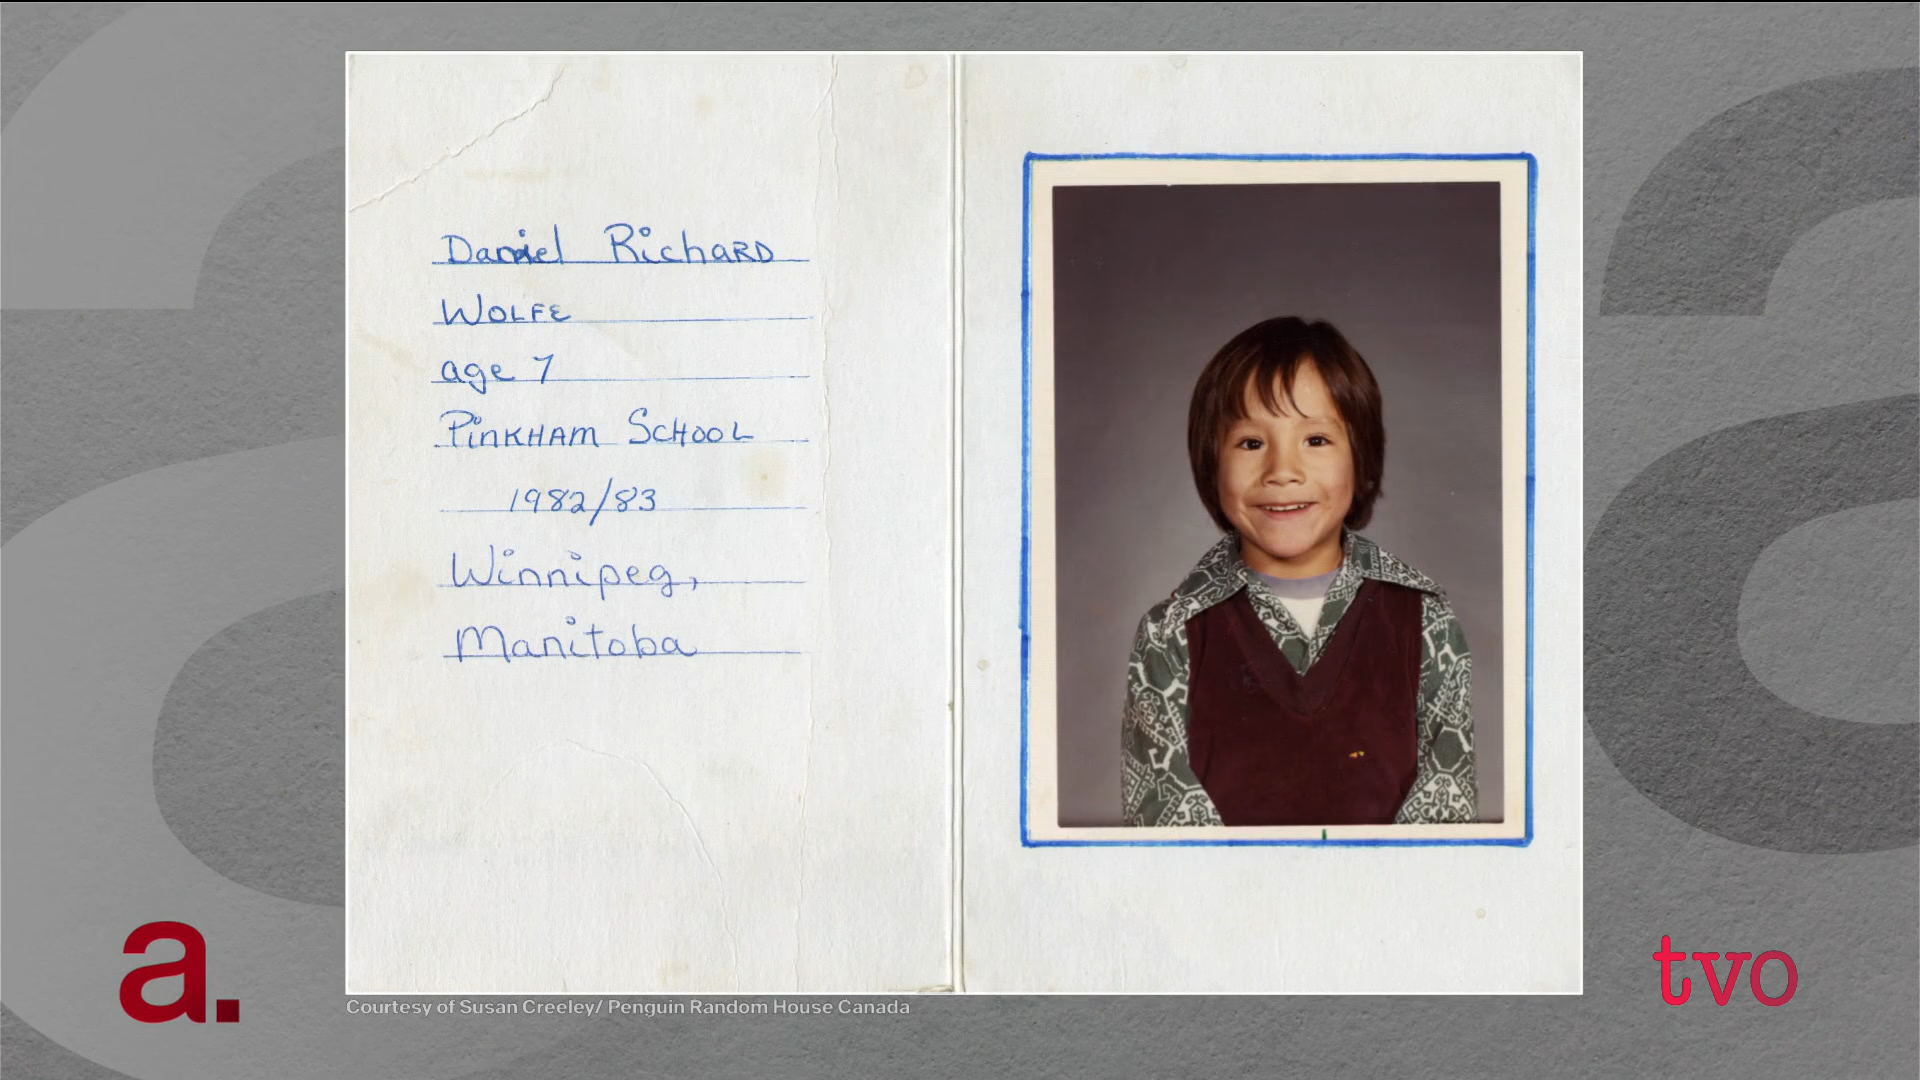 Daniel Richard
Wolfe
age 7
Pinkham School
1982/83
Winnipeg,
Manitoba
Courtesy of Susan Creeley/ Penguin Random House Canada
a.
tvo